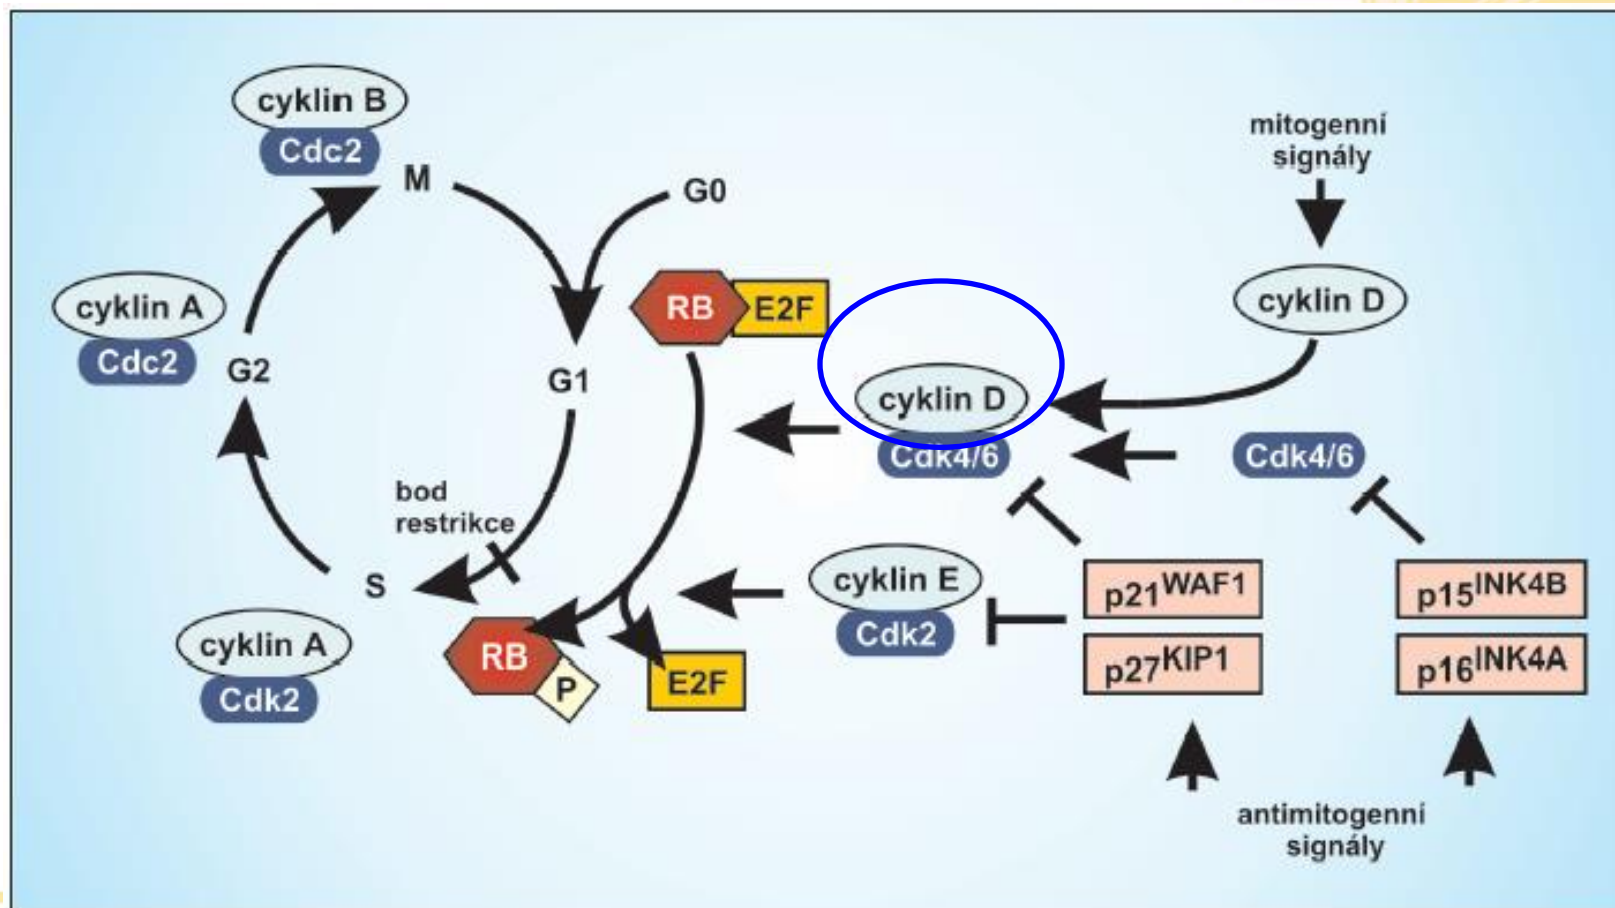 cyklin B
Cdc2
M
G0
mitogenní
signály
cyklin A
Cdc2
G2
G1
RB
E2F
cyklin D
Cdk4/6
cyklin D
Cdk4/6
bod
restrikce
S
cyklin A
Cdk2
RB
P
E2F
cyklin E
Cdk2
p21WAF1
p27KIP1
p15INK4B
p16INK4A
antimitogenní
signály